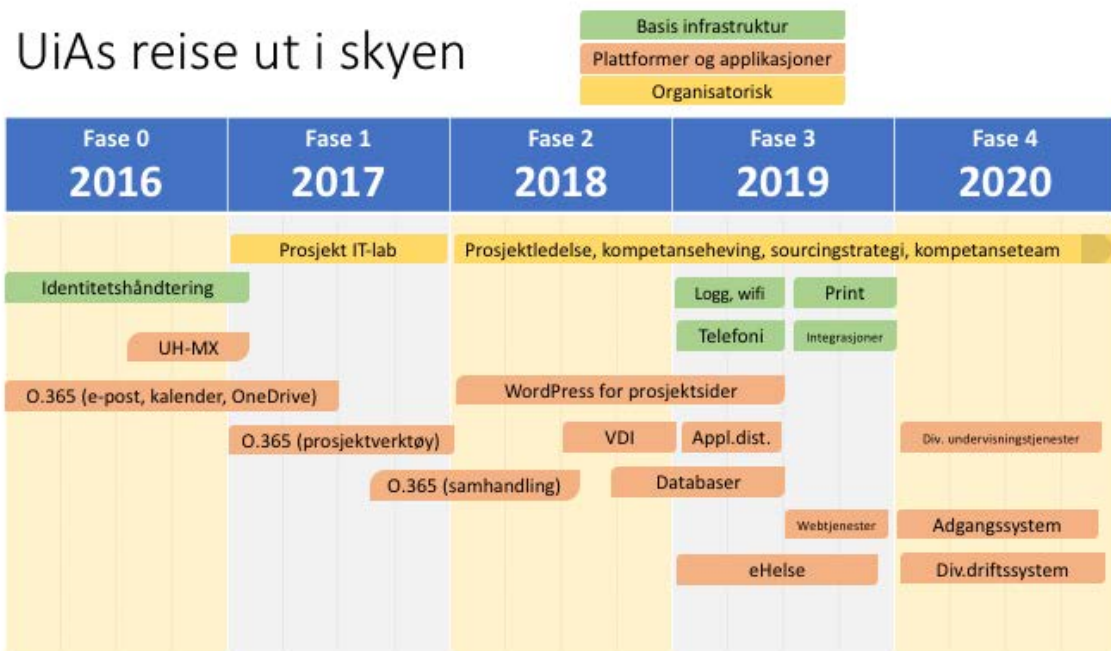 UiAs reise ut i skyen
Basis infrastruktur
Plattformer og applikasjoner
Organisatorisk
Fase 0
2016
Fase 1
2017
Fase 2
2018
Fase 3
2019
Fase 4
2020
Prosjekt IT-lab
Prosjektledelse, kompetanseheving, sourcingstrategi, kompetanseteam
Identitetshåndtering
Logg, wifi
Print
UH-MX
Telefoni
Integrasjoner
O.365 (e-post, kalender, OneDrive)
WordPress for prosjektsider
O.365 (prosjektverktøy)
VDI
Appl.dist.
Div. undervisningstjenester
O.365 (samhandling)
Databaser
Webtjenester
Adgangssystem
eHelse
Div.driftssystem